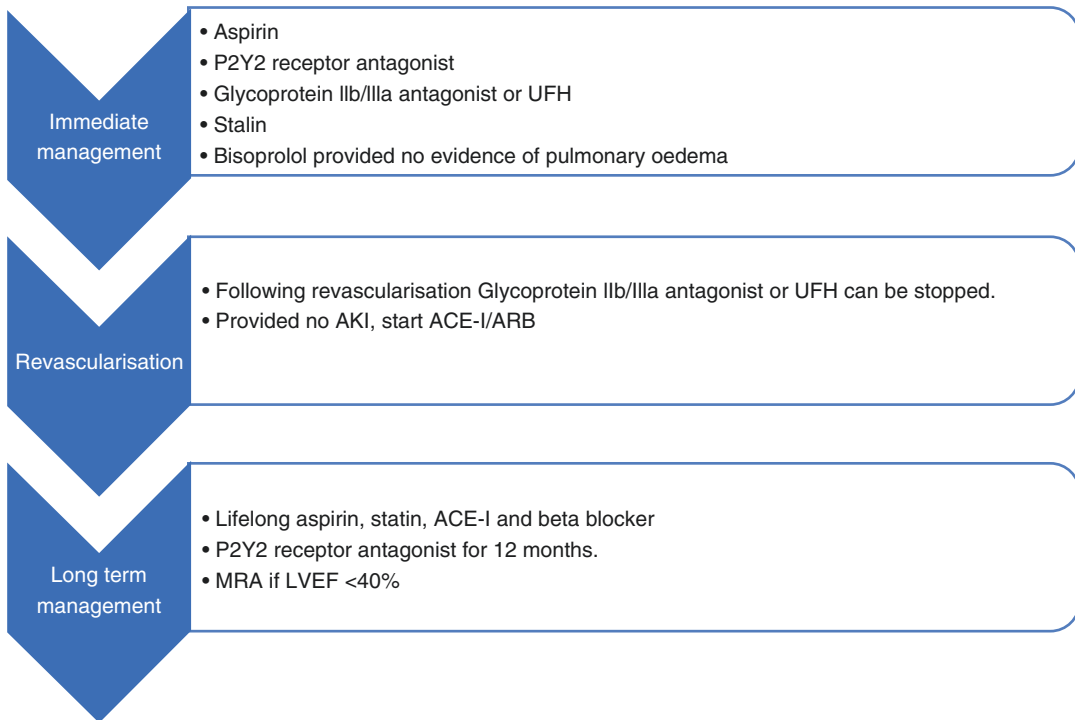 Immediate
management
• Aspirin
• P2Y2 receptor antagonist
• Glycoprotein IIb/IIIa antagonist or UFH
• Stalin
• Bisoprolol provided no evidence of pulmonary oedema
Revascularisation
• Following revascularisation Glycoprotein IIb/IIIa antagonist or UFH can be stopped.
• Provided no AKI, start ACE-I/ARB
Long term
management
• Lifelong aspirin, statin, ACE-I and beta blocker
• P2Y2 receptor antagonist for 12 months.
• MRA if LVEF <40%